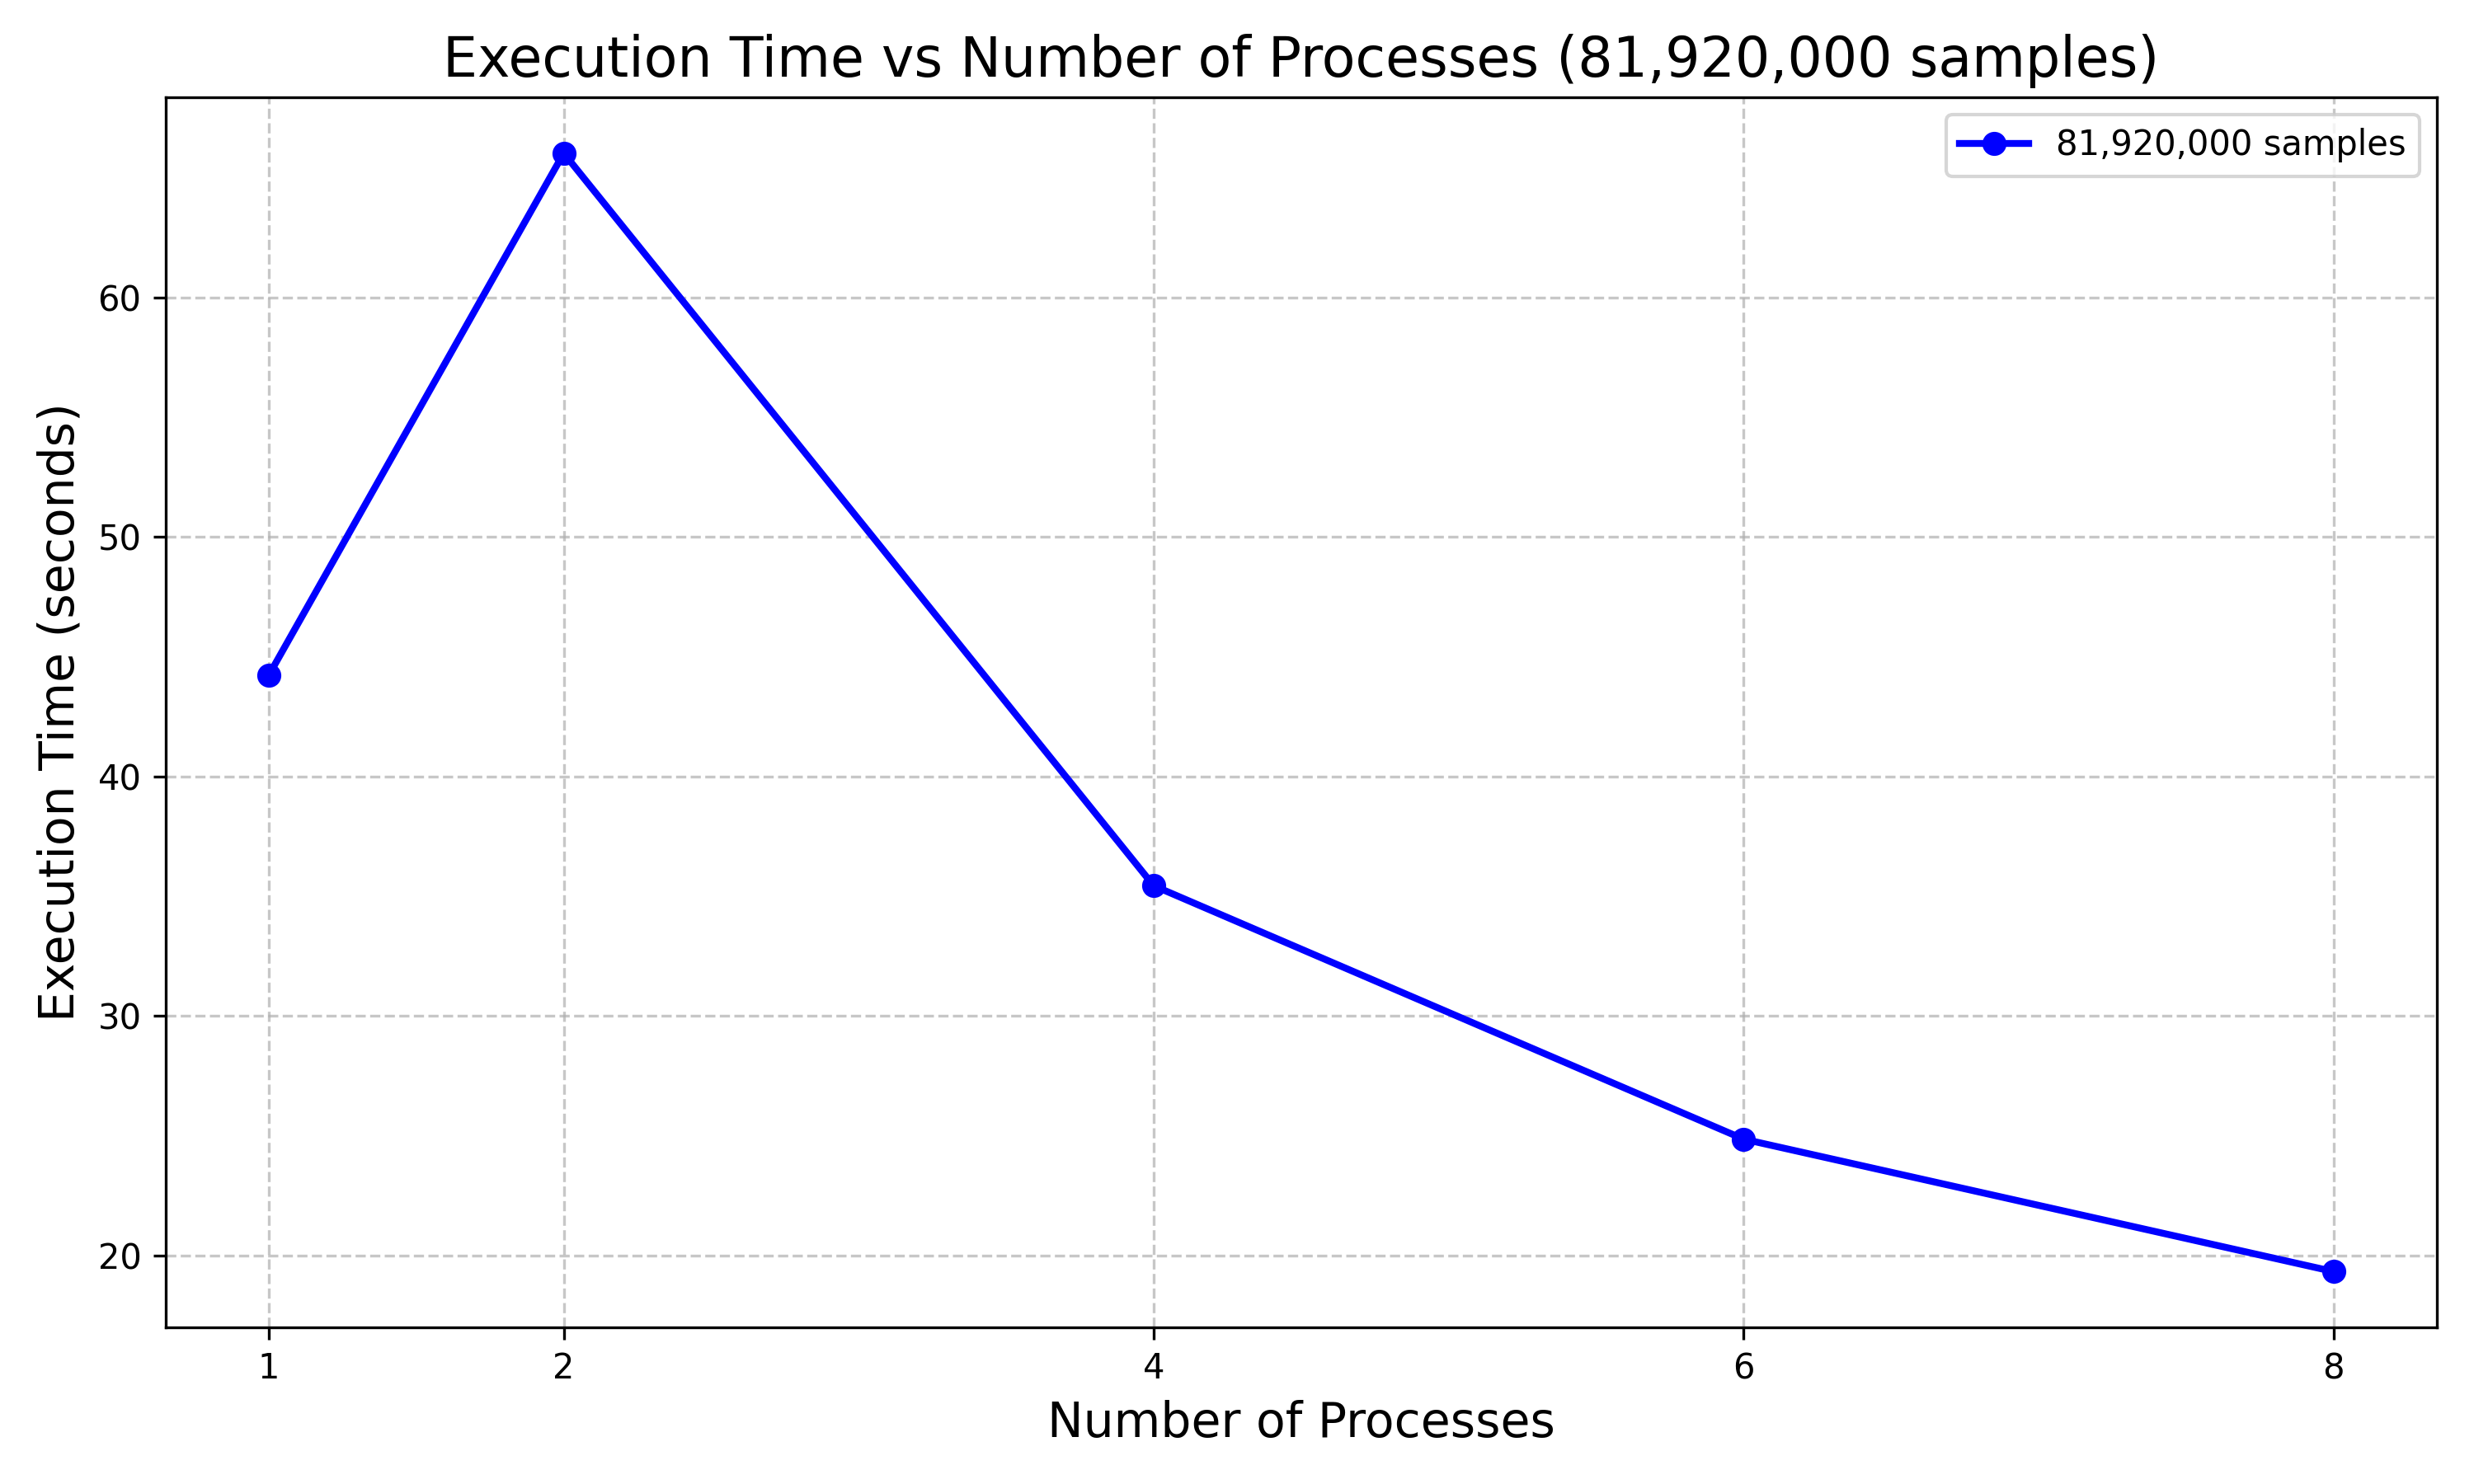 Execution Time vs Number of Processes (81,920,000 samples)
81,920,000 samples
Execution Time (seconds)
60
50
40
30
20
1
2
4
6
8
Number of Processes